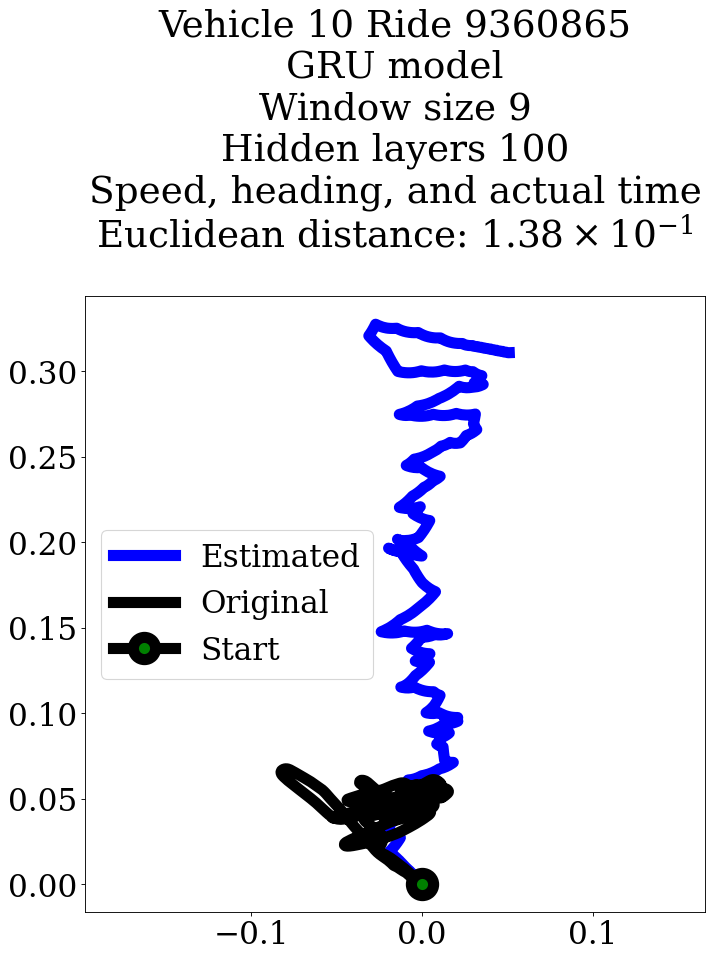 Vehicle 10 Ride 9360865
GRU model
Window size 9
Hidden layers 100
Speed, heading, and actual time
Euclidean distance: 1.38 × 10⁻¹
0.30
0.25
0.20
0.15
0.10
0.05
0.00
Estimated
Original
Start
−0.1
0.0
0.1